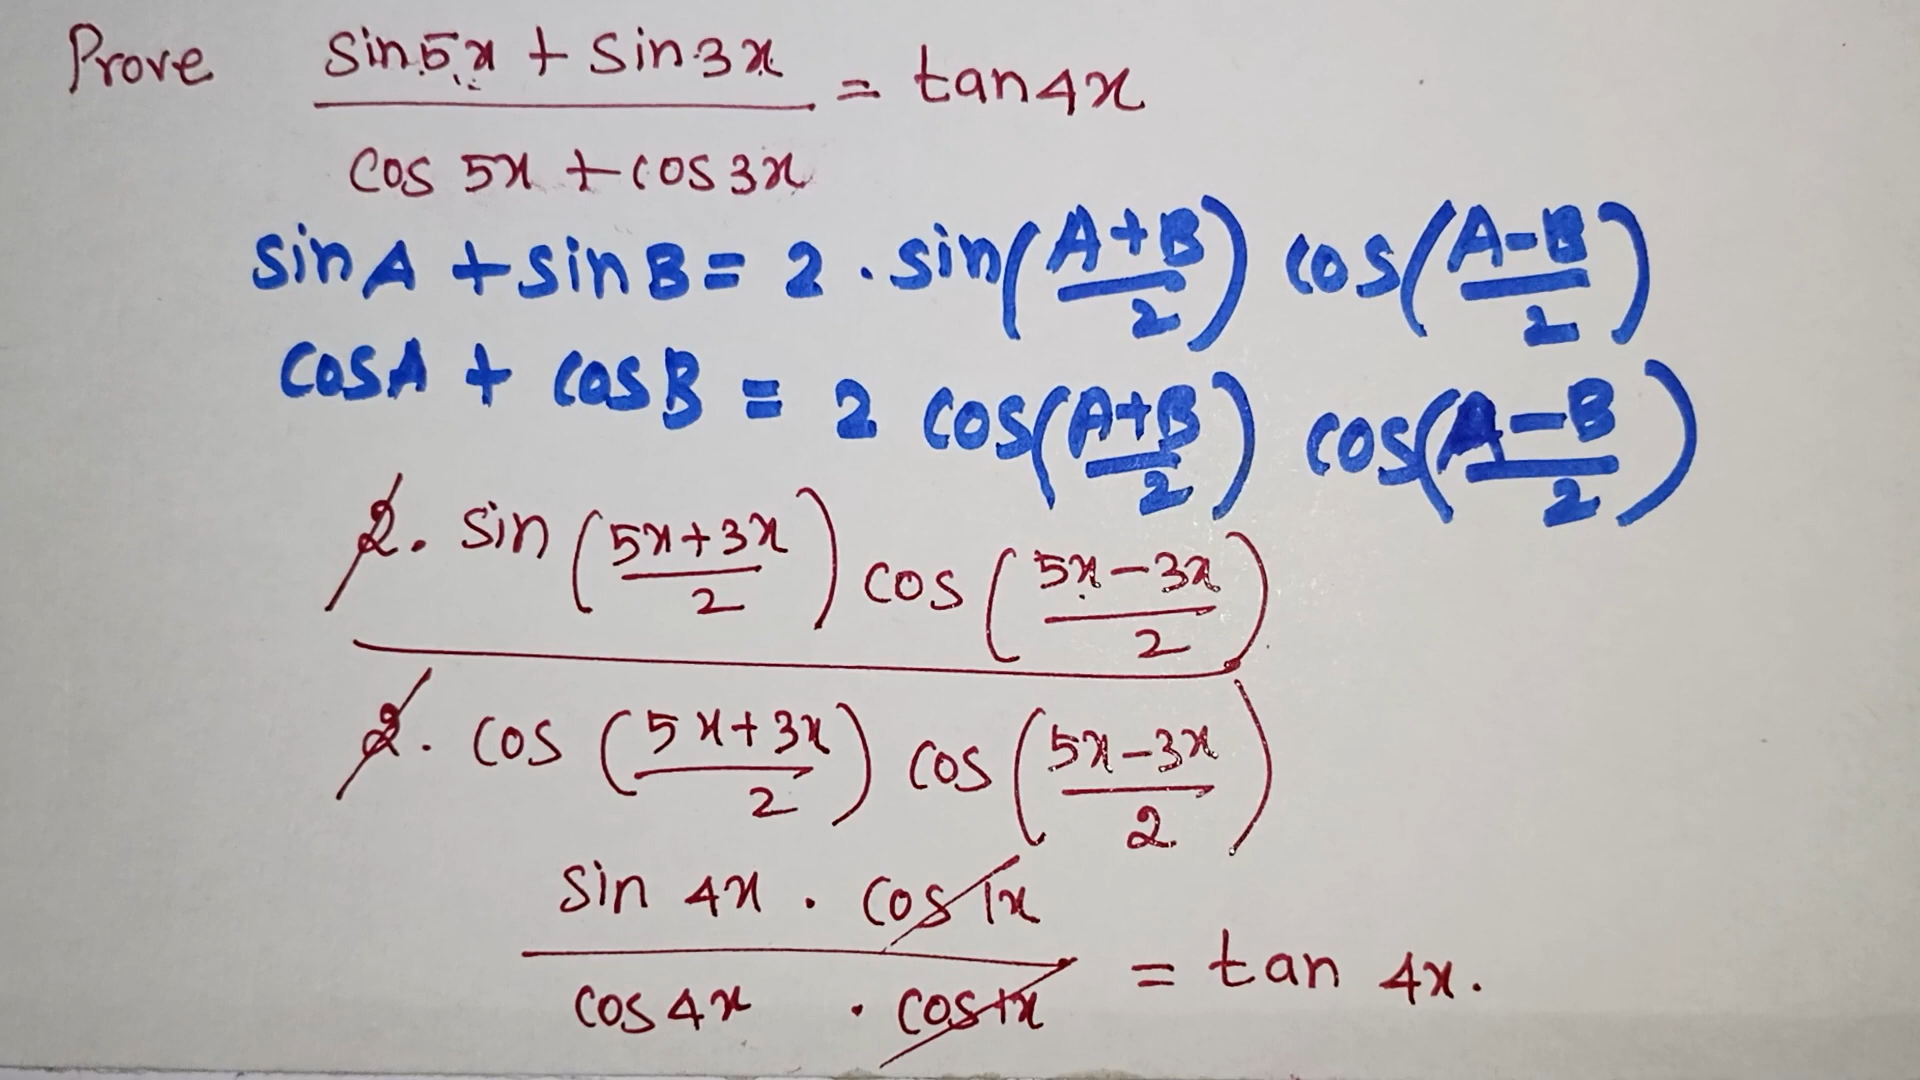 Prove (sin 5x + sin 3x) / (cos 5x + cos 3x) = tan 4x
sin A + sin B = 2 . sin((A+B)/2) cos((A-B)/2)
cos A + cos B = 2 cos((A+B)/2) cos((A-B)/2)
2. sin((5x+3x)/2) cos((5x-3x)/2)
2. cos((5x+3x)/2) cos((5x-3x)/2)
sin 4x . cos 1x
cos 4x . cos 1x = tan 4x.